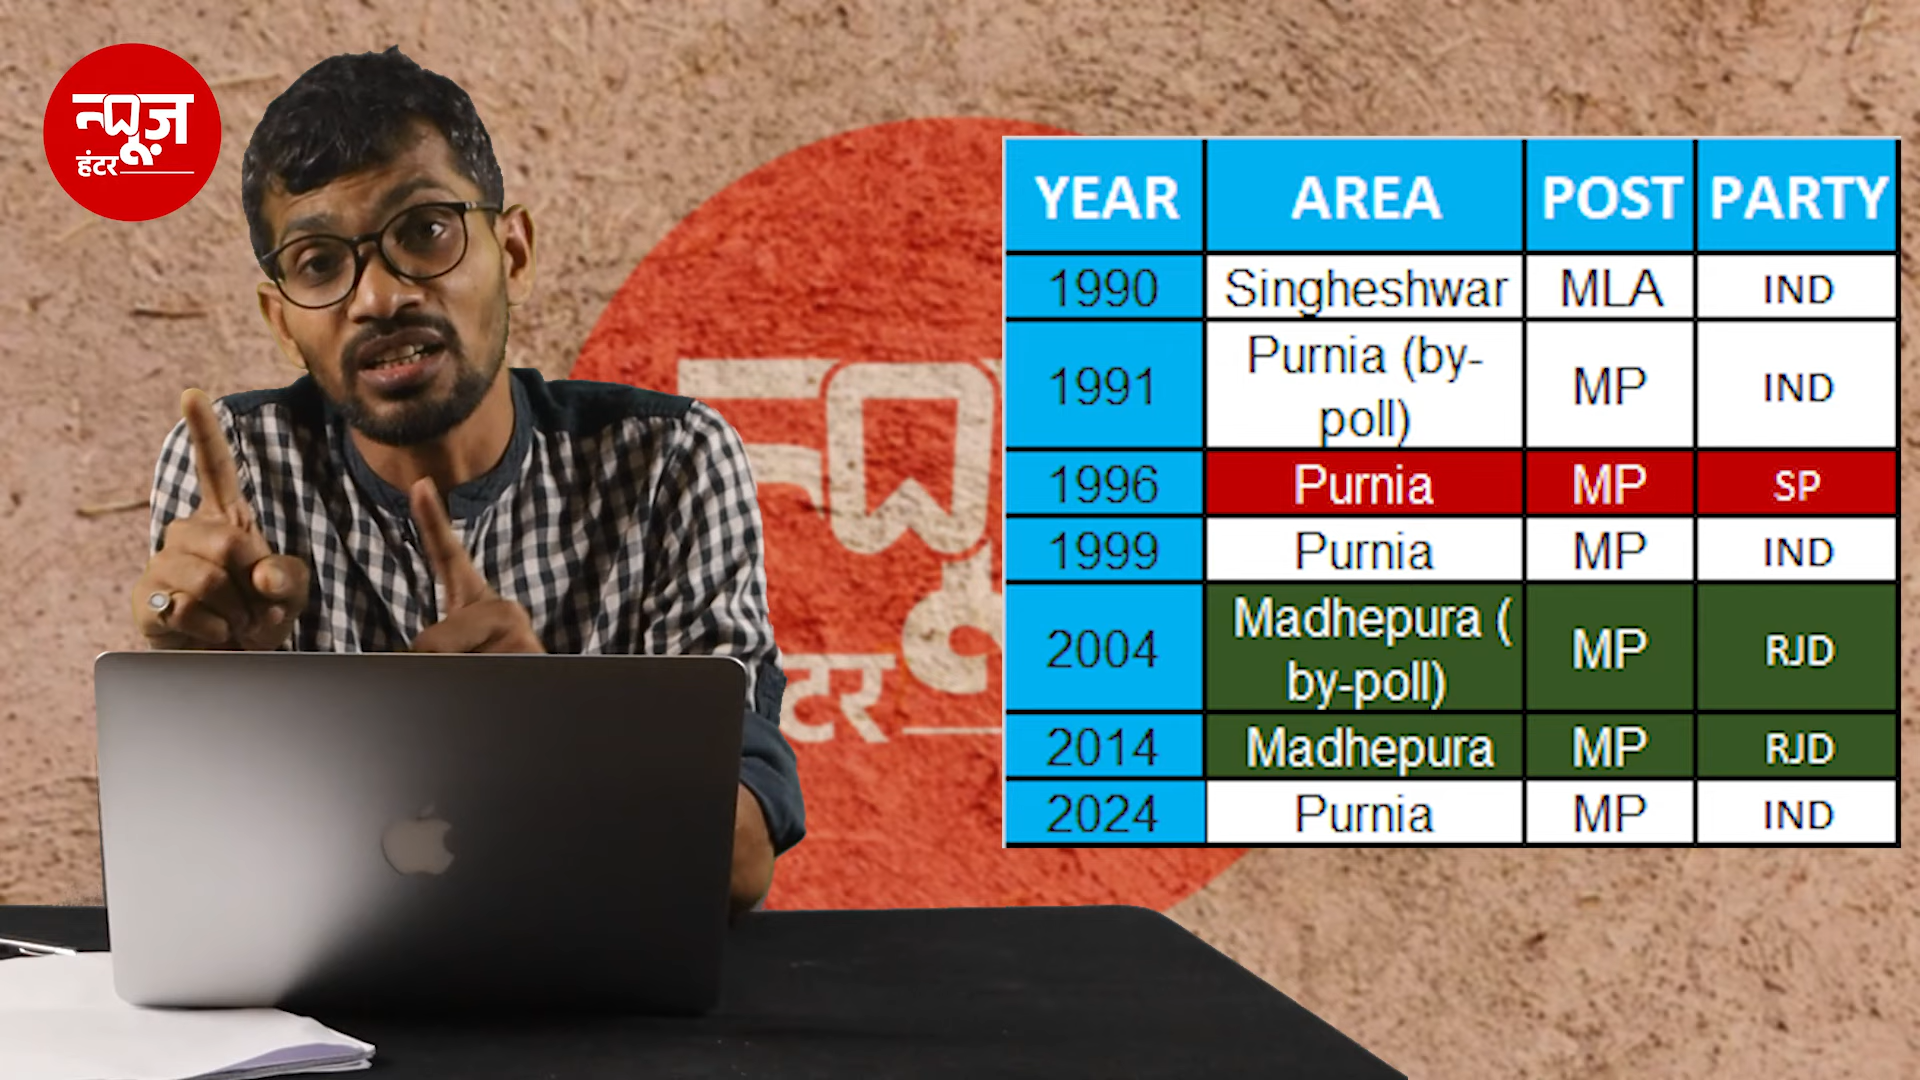 न्यूज़
हंटर
YEAR AREA POST PARTY
1990 Singheshwar MLA IND
1991 Purnia (by-
poll) MP IND
1996 Purnia MP SP
1999 Purnia MP IND
2004 Madhepura (
by-poll) MP RJD
2014 Madhepura MP RJD
2024 Purnia MP IND
टर